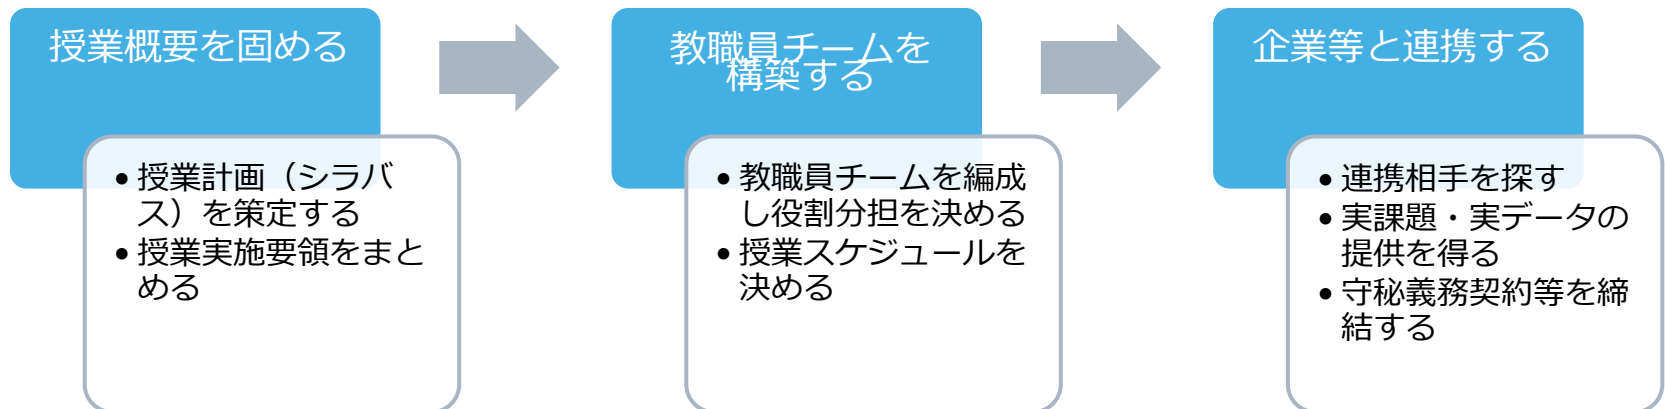 授業概要を固める
• 授業計画（シラバ
ス）を策定する
• 授業実施要領をまと
める
教職員チームを
構築する
• 教職員チームを編成
し役割分担を決める
• 授業スケジュールを
決める
企業等と連携する
• 連携相手を探す
• 実課題・実データの
提供を得る
• 守秘義務契約等を締
結する